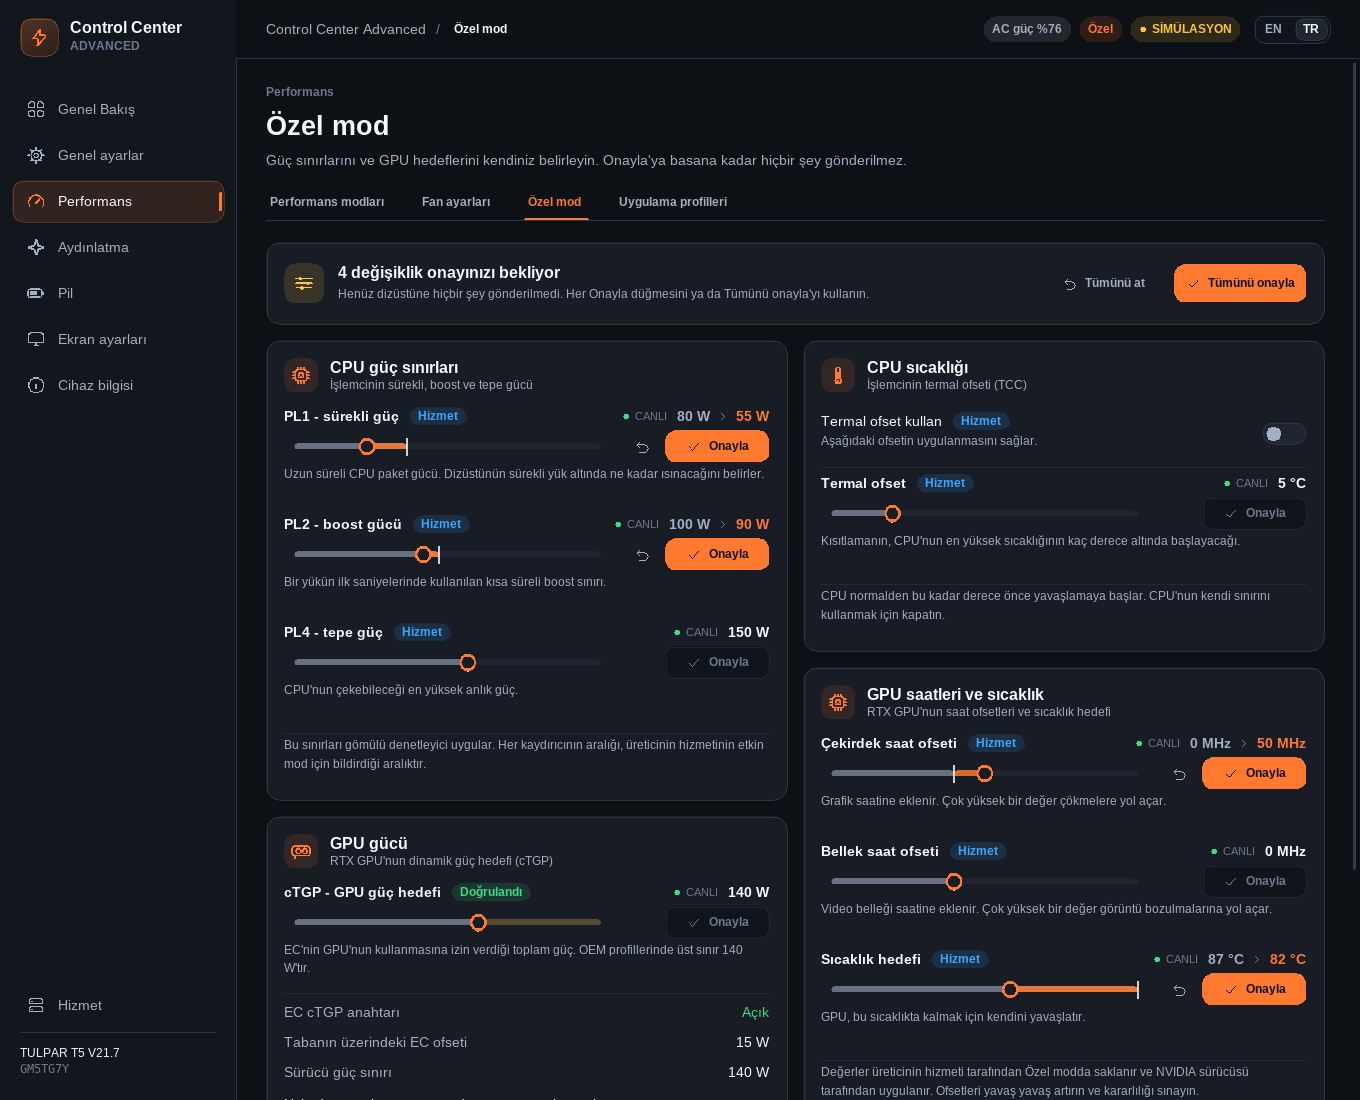 Control Center
ADVANCED
Genel Bakış
Genel ayarlar
Performans
Aydınlatma
Pil
Ekran ayarları
Cihaz bilgisi
Hizmet
TULPAR T5 V21.7
GM5TG7Y
Control Center Advanced / Özel mod
AC güç %76
Özel
SİMÜLASYON
EN
TR
Performans
Özel mod
Güç sınırlarını ve GPU hedeflerini kendiniz belirleyin. Onayla'ya basana kadar hiçbir şey gönderilmez.
Performans modları
Fan ayarları
Özel mod
Uygulama profilleri
4 değişiklik onayınızı bekliyor
Henüz dizüstüne hiçbir şey gönderilmedi. Her Onayla düğmesini ya da Tümünü onayla'yı kullanın.
Tümünü at
Tümünü onayla
CPU güç sınırları
İşlemcinin sürekli, boost ve tepe gücü
PL1 - sürekli güç Hizmet CANLI 80 W > 55 W
Onayla
Uzun süreli CPU paket gücü. Dizüstünün sürekli yük altında ne kadar ısınacağını belirler.
PL2 - boost gücü Hizmet CANLI 100 W > 90 W
Onayla
Bir yükün ilk saniyelerinde kullanılan kısa süreli boost sınırı.
PL4 - tepe güç Hizmet CANLI 150 W
Onayla
CPU'nun çekebileceği en yüksek anlık güç.
Bu sınırları gömülü denetleyici uygular. Her kaydırıcının aralığı, üreticinin hizmetinin etkin
mod için bildirdiği aralıktır.
GPU gücü
RTX GPU'nun dinamik güç hedefi (cTGP)
cTGP - GPU güç hedefi Doğrulandı CANLI 140 W
Onayla
EC'nin GPU'nun kullanmasına izin verdiği toplam güç. OEM profillerinde üst sınır 140
W'tır.
EC cTGP anahtarı Açık
Tabanın üzerindeki EC ofseti 15 W
Sürücü güç sınırı 140 W
CPU sıcaklığı
İşlemcinin termal ofseti (TCC)
Termal ofset kullan Hizmet
Aşağıdaki ofsetin uygulanmasını sağlar.
Termal ofset Hizmet CANLI 5 °C
Onayla
Kısıtlamanın, CPU'nun en yüksek sıcaklığının kaç derece altında başlayacağı.
CPU normalden bu kadar derece önce yavaşlamaya başlar. CPU'nun kendi sınırını
kullanmak için kapatın.
GPU saatleri ve sıcaklık
RTX GPU'nun saat ofsetleri ve sıcaklık hedefi
Çekirdek saat ofseti Hizmet CANLI 0 MHz > 50 MHz
Onayla
Grafik saatine eklenir. Çok yüksek bir değer çökmelere yol açar.
Bellek saat ofseti Hizmet CANLI 0 MHz
Onayla
Video belleği saatine eklenir. Çok yüksek bir değer görüntü bozulmalarına yol açar.
Sıcaklık hedefi Hizmet CANLI 87 °C > 82 °C
Onayla
GPU, bu sıcaklıkta kalmak için kendini yavaşlatır.
Değerler üreticinin hizmeti tarafından Özel modda saklanır ve NVIDIA sürücüsü
tarafından uygulanır. Ofsetleri yavaş yavaş artırın ve kararlılığı sınayın.